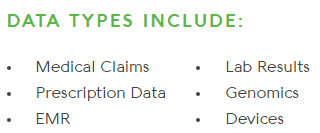 DATA TYPES INCLUDE:
• Medical Claims
• Prescription Data
• EMR
• Lab Results
• Genomics
• Devices